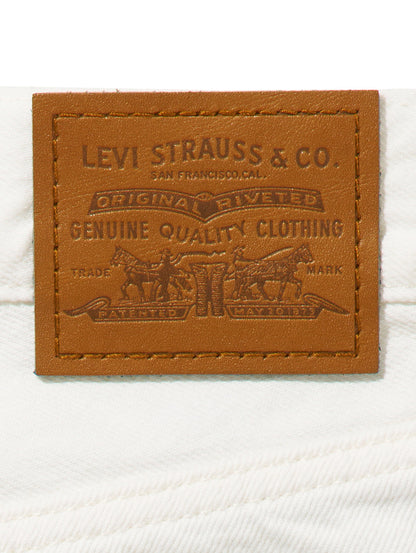 LEVI STRAUSS & CO.
SAN FRANCISCO, CAL.
ORIGINAL RIVETED
GENUINE QUALITY CLOTHING
TRADE MARK
PATENTED MAY 20 1873